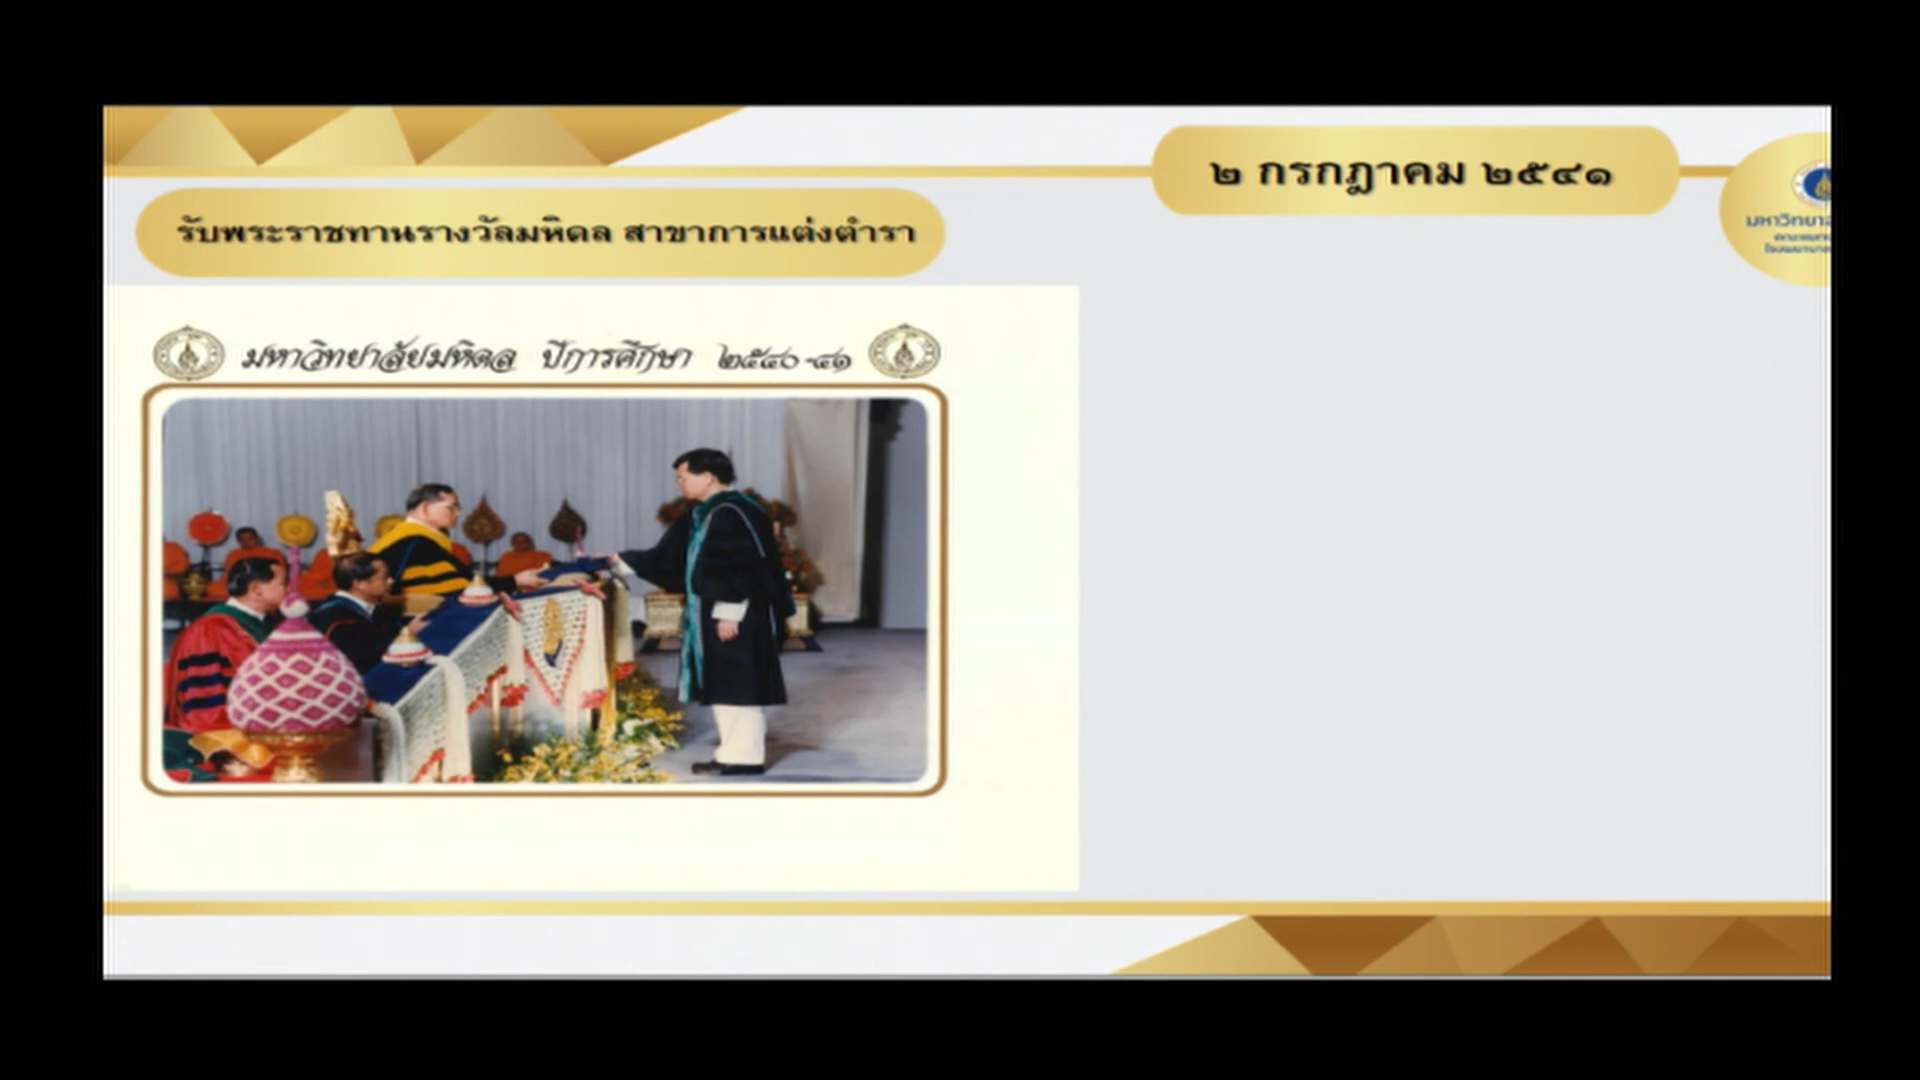 ๒ กรกฎาคม ๒๕๔๑
รับพระราชทานรางวัลมหิดล สาขาการแต่งตำรา
มหาวิทยาลัยมหิดล ปีการศึกษา ๒๕๔๐-๔๑